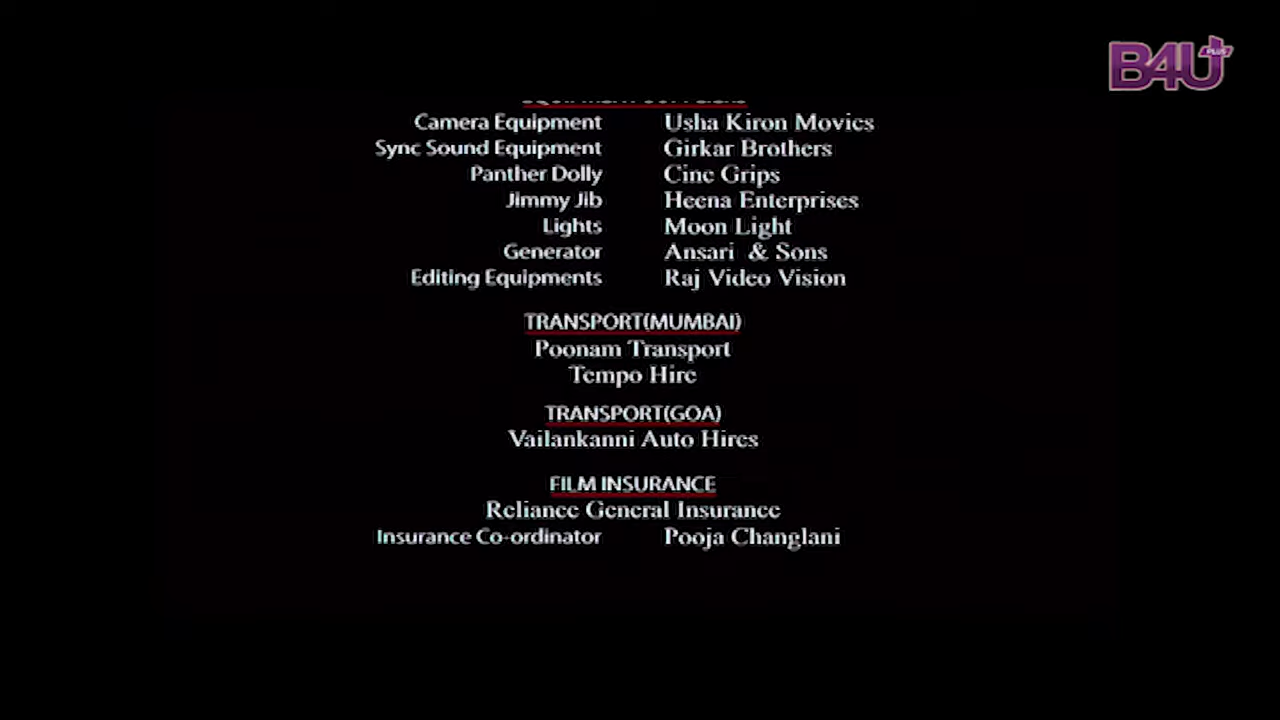 B4U PLUS
Camera Equipment Usha Kiron Movies
Sync Sound Equipment Girkar Brothers
Panther Dolly Cine Grips
Jimmy Jib Heena Enterprises
Lights Moon Light
Generator Ansari & Sons
Editing Equipments Raj Video Vision
TRANSPORT(MUMBAI)
Poonam Transport
Tempo Hire
TRANSPORT(GOA)
Vailankanni Auto Hires
FILM INSURANCE
Reliance General Insurance
Insurance Co-ordinator Pooja Changlani